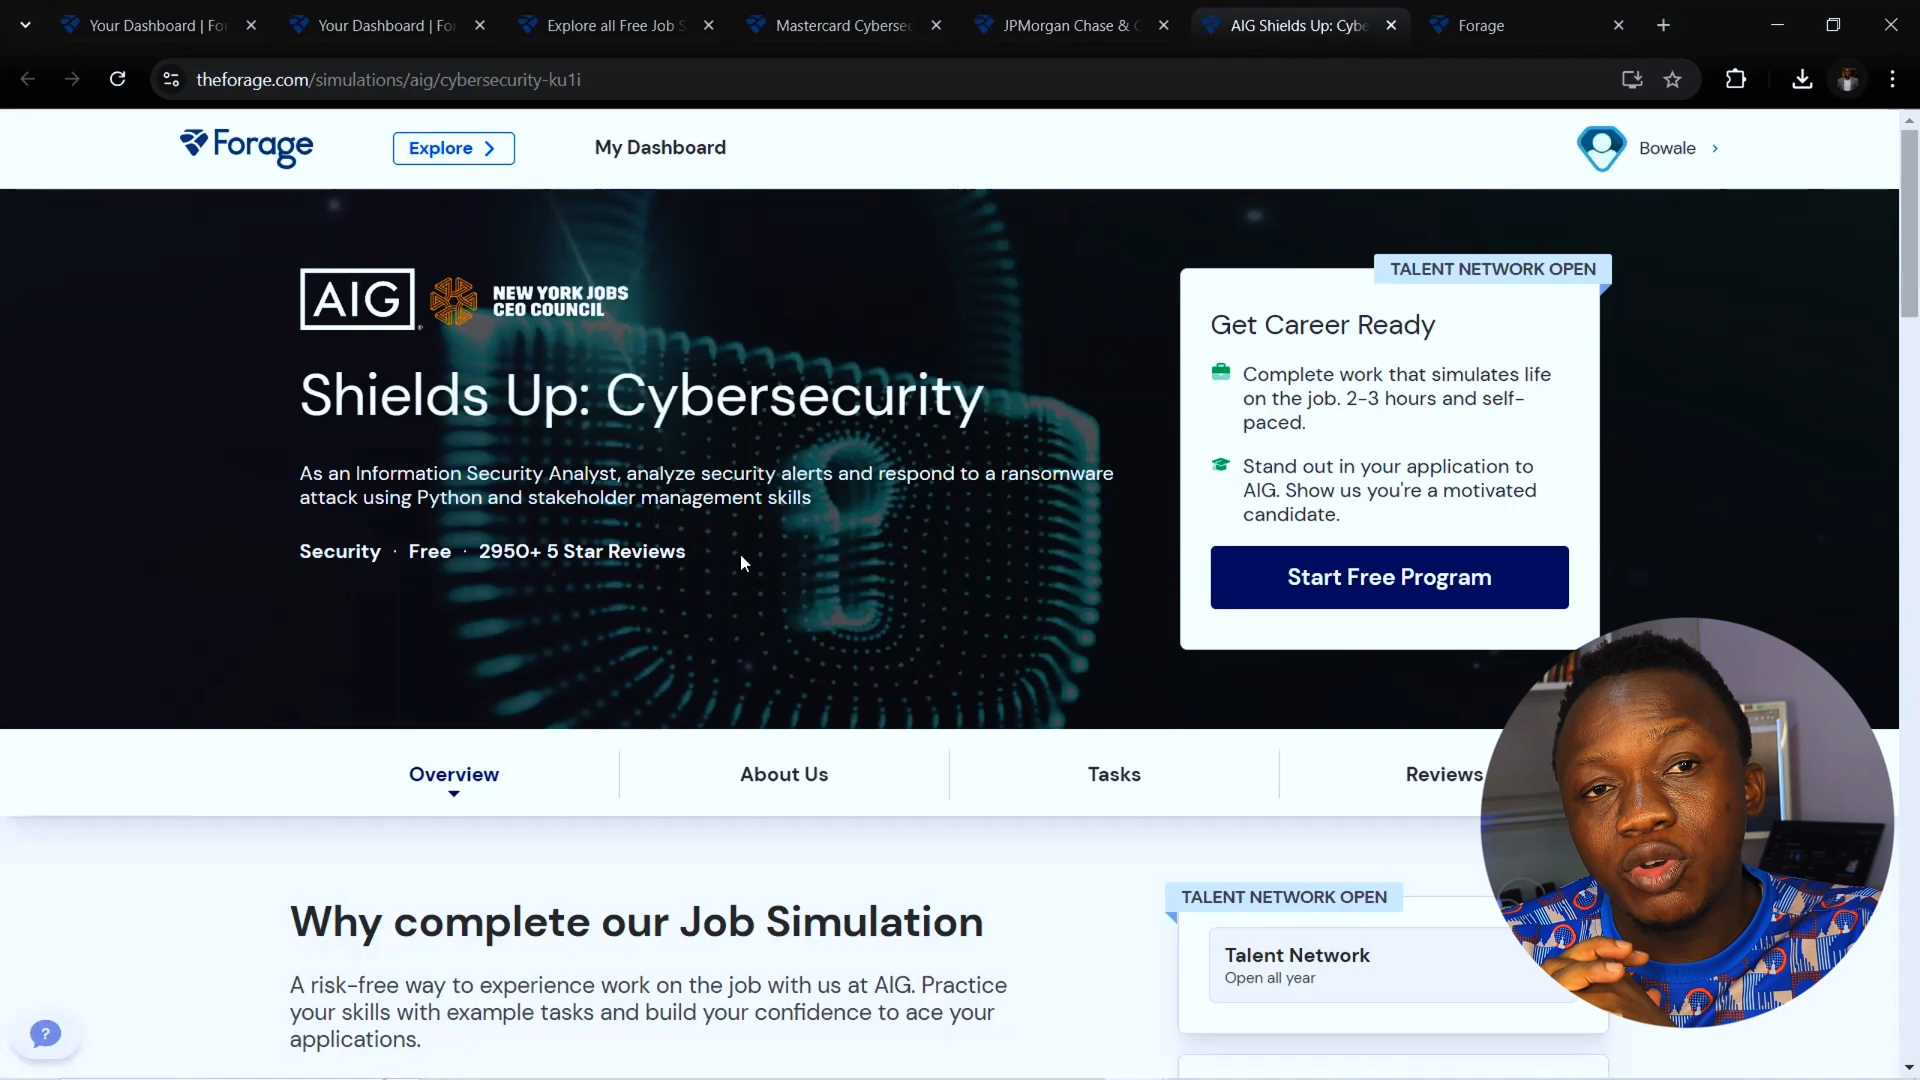 Your Dashboard | For
Your Dashboard | For
Explore all Free Job S
Mastercard Cybersec
JPMorgan Chase & C
AIG Shields Up: Cybe
Forage
theforage.com/simulations/aig/cybersecurity-ku1i
Forage
Explore
My Dashboard
Bowale
AIG
NEW YORK JOBS
CEO COUNCIL
Shields Up: Cybersecurity
As an Information Security Analyst, analyze security alerts and respond to a ransomware
attack using Python and stakeholder management skills
Security · Free · 2950+ 5 Star Reviews
TALENT NETWORK OPEN
Get Career Ready
Complete work that simulates life
on the job. 2-3 hours and self-
paced.
Stand out in your application to
AIG. Show us you're a motivated
candidate.
Start Free Program
Overview
About Us
Tasks
Reviews
Why complete our Job Simulation
A risk-free way to experience work on the job with us at AIG. Practice
your skills with example tasks and build your confidence to ace your
applications.
TALENT NETWORK OPEN
Talent Network
Open all year
?